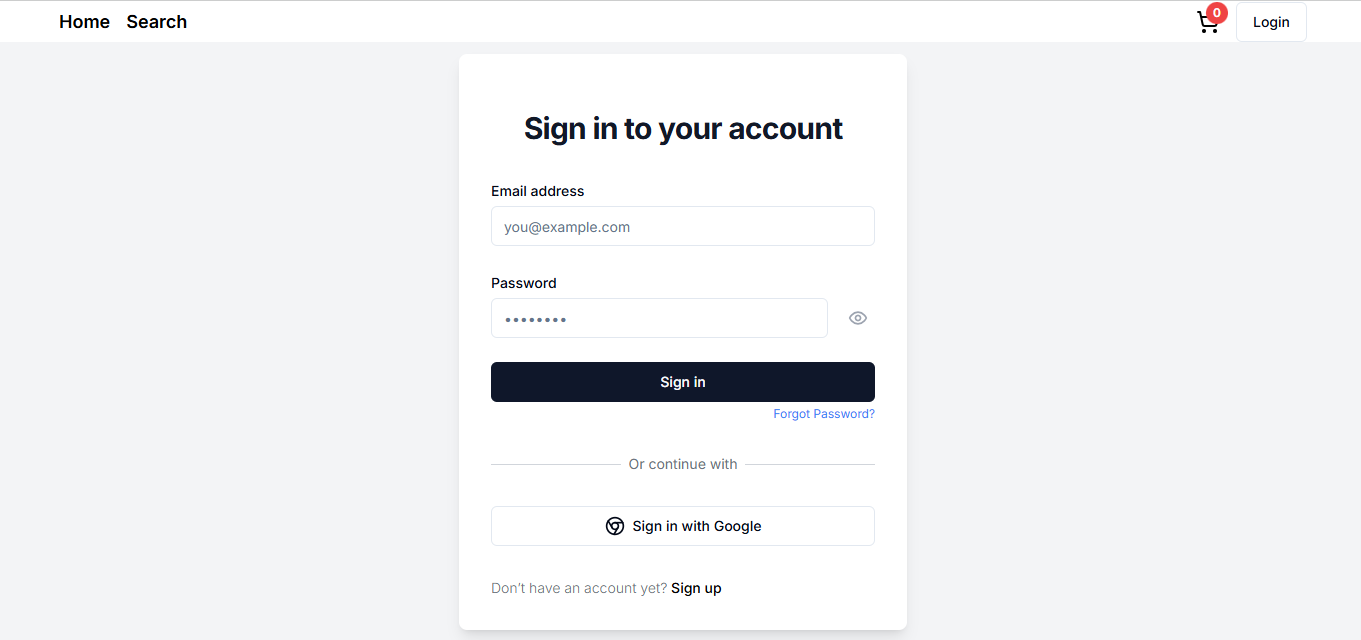 Home Search 0 Login
Sign in to your account
Email address
you@example.com
Password
••••••••
Sign in
Forgot Password?
Or continue with
Sign in with Google
Don’t have an account yet? Sign up